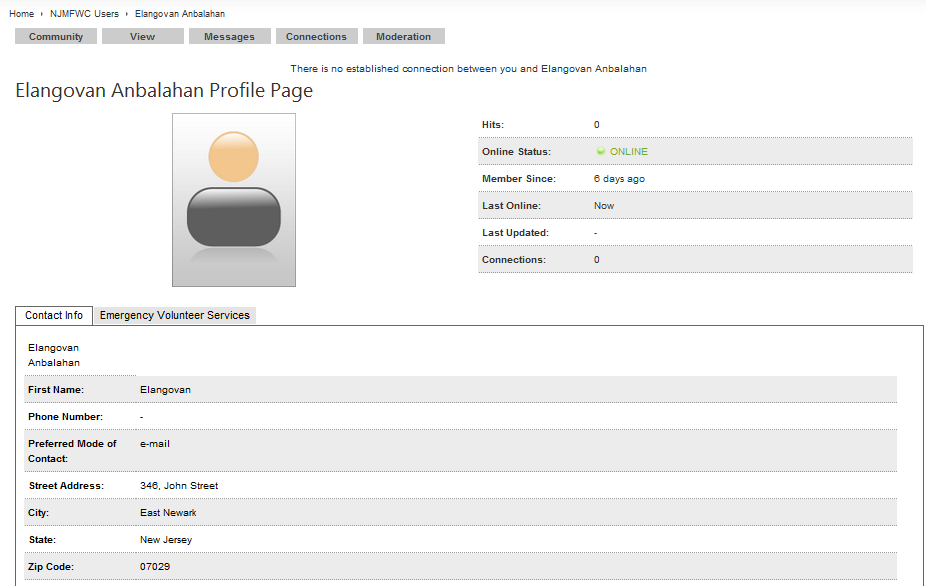 Home › NJMFWC Users › Elangovan Anbalahan
Community View Messages Connections Moderation
There is no established connection between you and Elangovan Anbalahan
Elangovan Anbalahan Profile Page
Hits: 0
Online Status: ONLINE
Member Since: 6 days ago
Last Online: Now
Last Updated: -
Connections: 0
Contact Info Emergency Volunteer Services
Elangovan
Anbalahan
First Name: Elangovan
Phone Number: -
Preferred Mode of e-mail
Contact:
Street Address: 346, John Street
City: East Newark
State: New Jersey
Zip Code: 07029